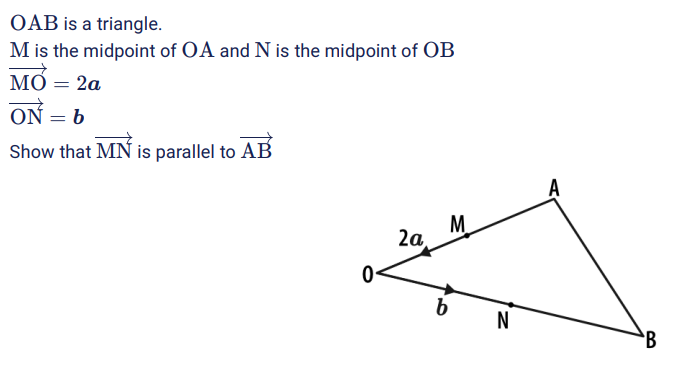 OAB is a triangle.
M is the midpoint of OA and N is the midpoint of OB
MO⃗ = 2a
ON⃗ = b
Show that MN⃗ is parallel to AB⃗
A
M
2a
O
b
N
B